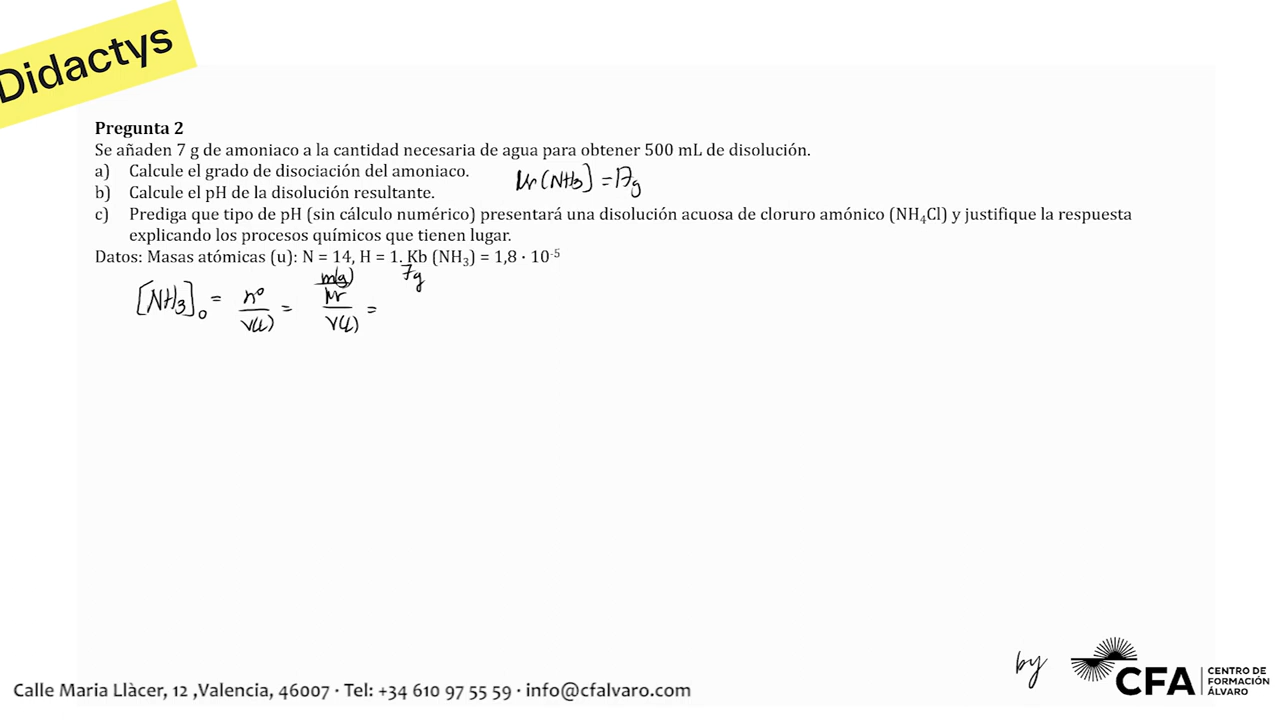 Didactys
Pregunta 2
Se añaden 7 g de amoniaco a la cantidad necesaria de agua para obtener 500 mL de disolución.
a) Calcule el grado de disociación del amoniaco.
Mr (NH3) = 17g
b) Calcule el pH de la disolución resultante.
c) Prediga que tipo de pH (sin cálculo numérico) presentará una disolución acuosa de cloruro amónico (NH₄Cl) y justifique la respuesta
explicando los procesos químicos que tienen lugar.
Datos: Masas atómicas (u): N = 14, H = 1. Kb (NH₃) = 1,8 · 10⁻⁵
m(g) 7g
[NH3]₀ = nº = Mr =
V(L) V(L)
by
CFA
CENTRO DE
FORMACIÓN
ÁLVARO
Calle Maria Llàcer, 12 ,Valencia, 46007 · Tel: +34 610 97 55 59 · info@cfalvaro.com